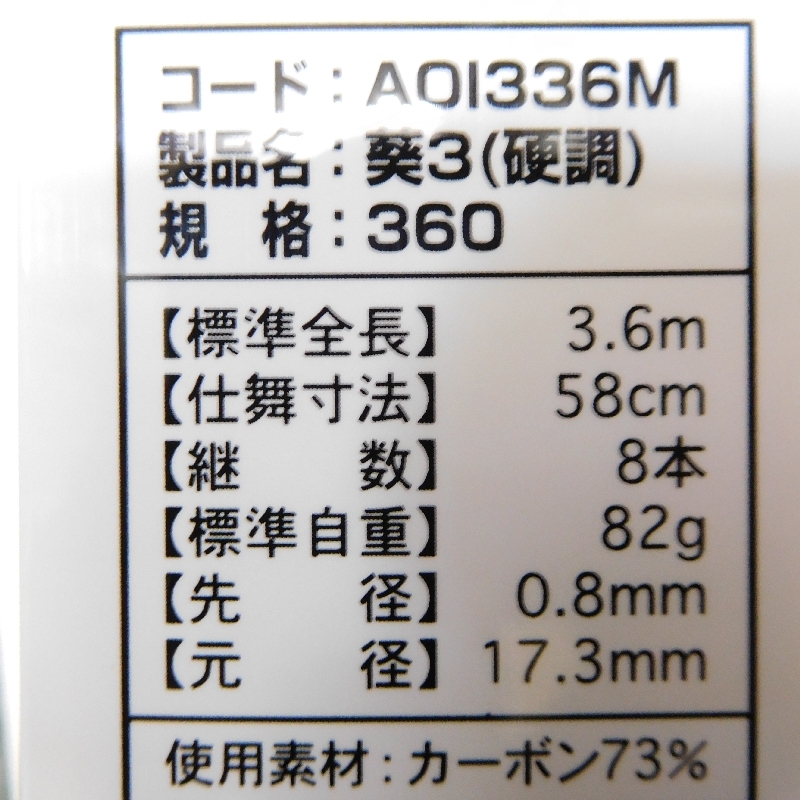 コード：AOI336M
製品名：葵3(硬調)
規　格：360
【標準全長】 3.6m
【仕舞寸法】 58cm
【継　　数】 8本
【標準自重】 82g
【先　　径】 0.8mm
【元　　径】 17.3mm
使用素材：カーボン73%